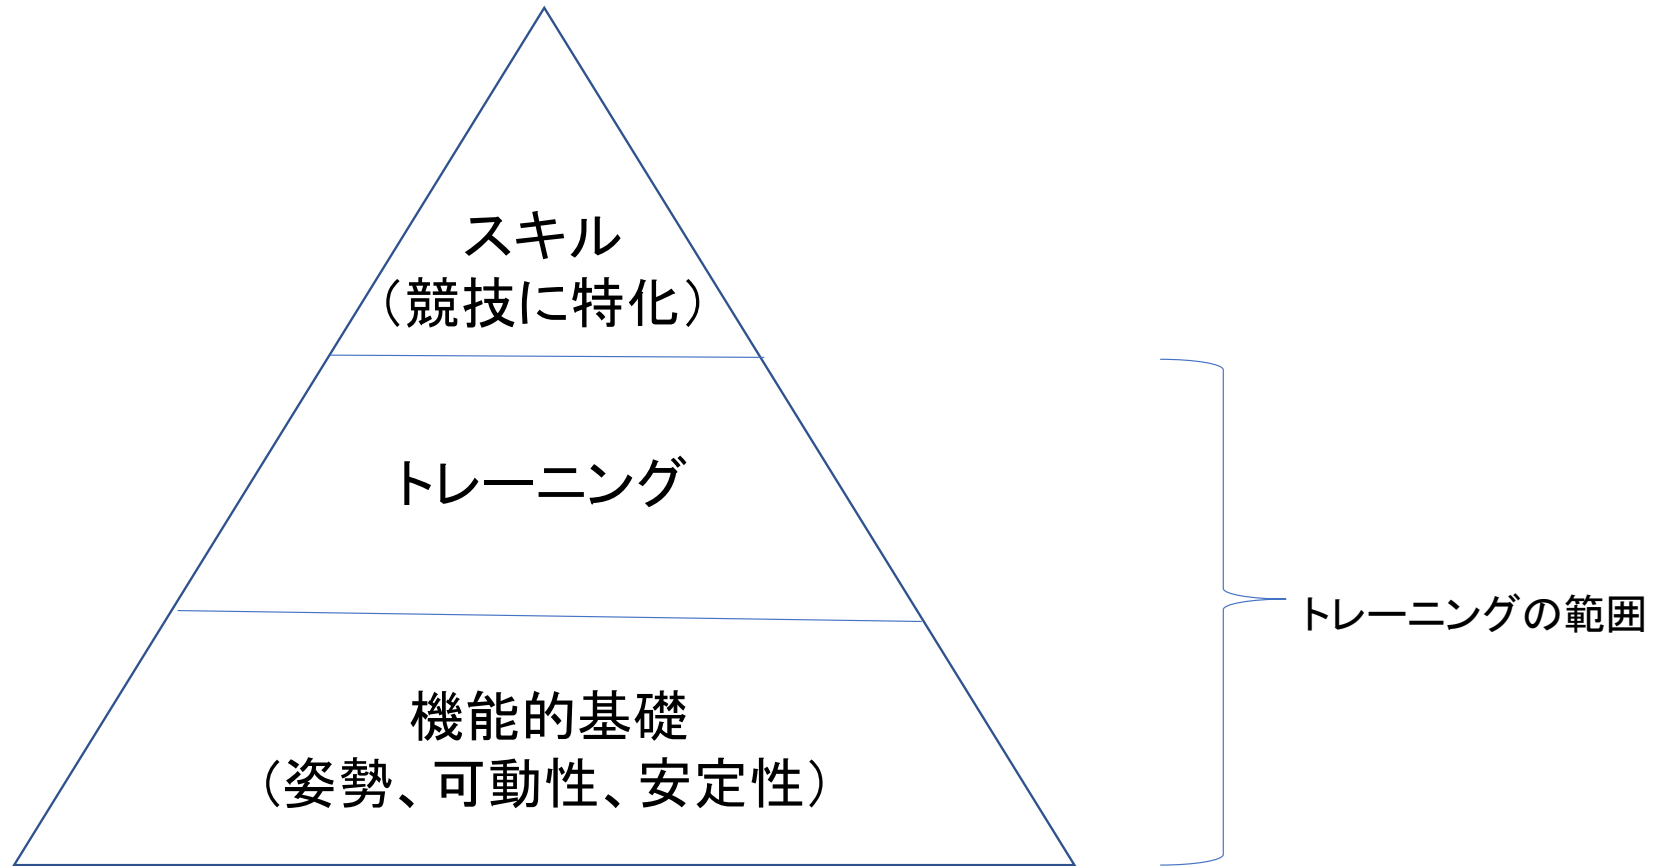 スキル
（競技に特化）
トレーニング
トレーニングの範囲
機能的基礎
（姿勢、可動性、安定性）